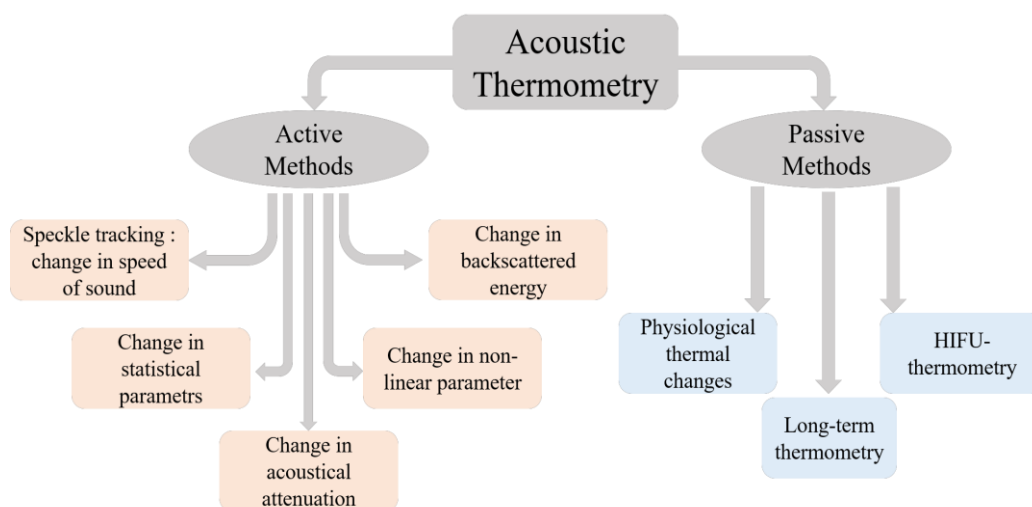 Acoustic
Thermometry
Active
Methods
Passive
Methods
Speckle tracking :
change in speed
of sound
Change in
backscattered
energy
Change in
statistical
parametrs
Change in non-
linear parameter
Change in
acoustical
attenuation
Physiological
thermal
changes
HIFU-
thermometry
Long-term
thermometry